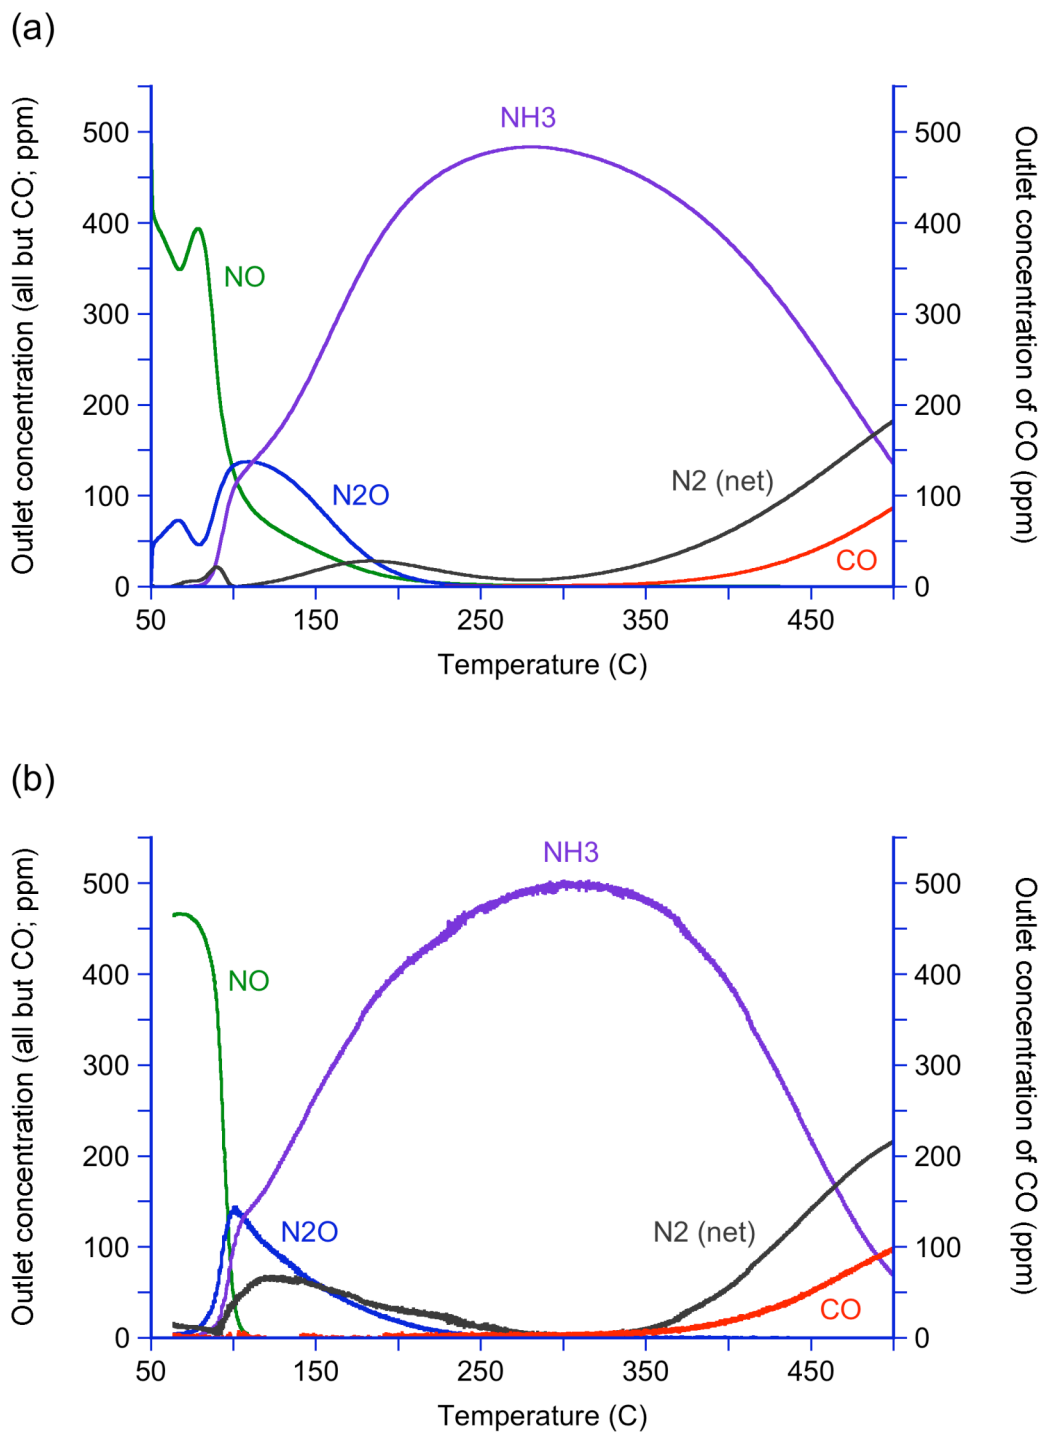 (a)
Outlet concentration (all but CO; ppm)
500
400
300
200
100
0
NH3
NO
N2O
N2 (net)
CO
500
400
300
200
100
0
Outlet concentration of CO (ppm)
50 150 250 350 450
Temperature (C)
(b)
Outlet concentration (all but CO; ppm)
500
400
300
200
100
0
NH3
NO
N2O
N2 (net)
CO
500
400
300
200
100
0
Outlet concentration of CO (ppm)
50 150 250 350 450
Temperature (C)